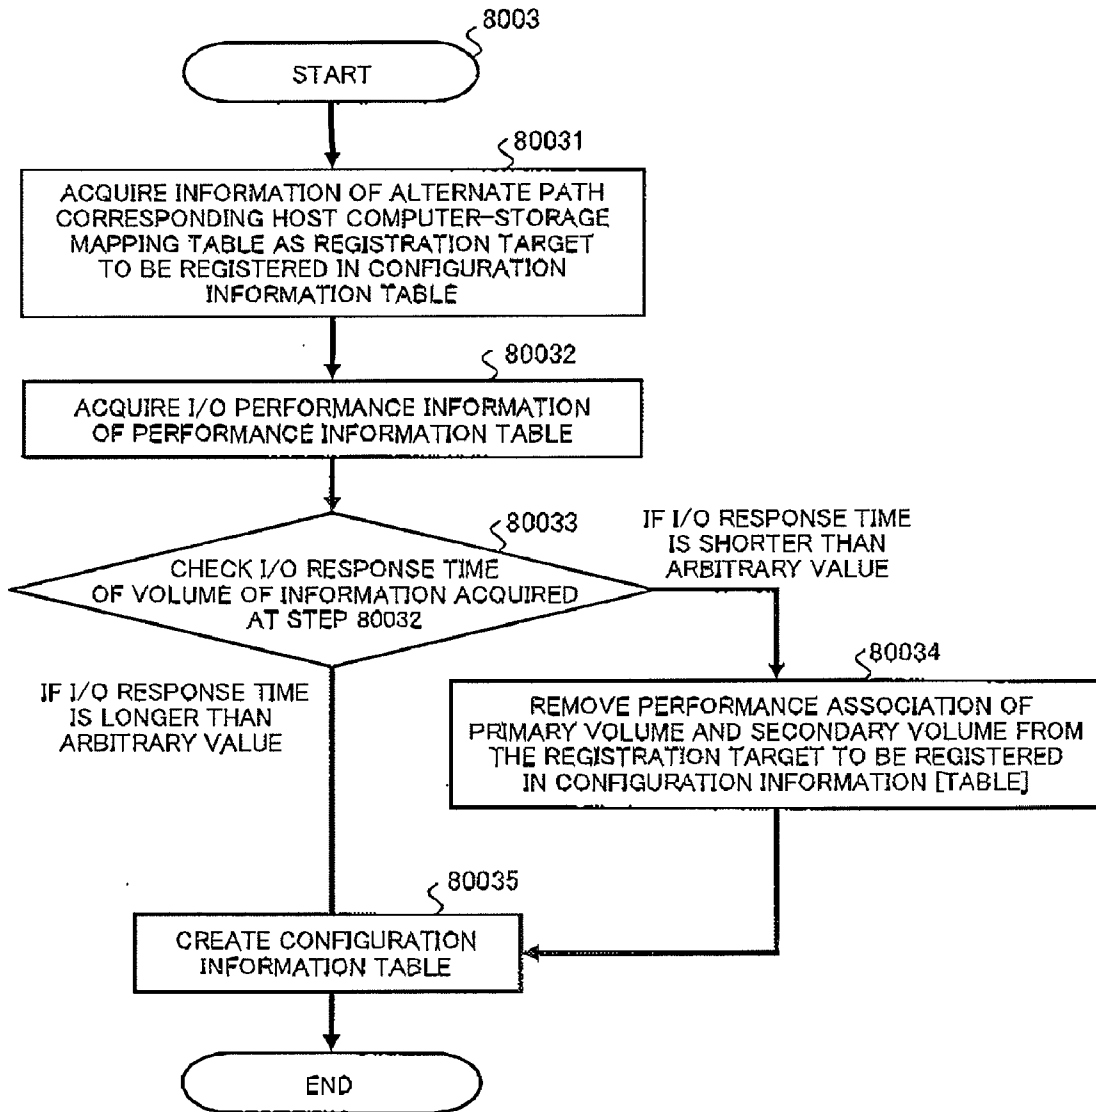 8003
START
80031
ACQUIRE INFORMATION OF ALTERNATE PATH
CORRESPONDING HOST COMPUTER-STORAGE
MAPPING TABLE AS REGISTRATION TARGET
TO BE REGISTERED IN CONFIGURATION
INFORMATION TABLE
80032
ACQUIRE I/O PERFORMANCE INFORMATION
OF PERFORMANCE INFORMATION TABLE
80033
CHECK I/O RESPONSE TIME
OF VOLUME OF INFORMATION ACQUIRED
AT STEP 80032
IF I/O RESPONSE TIME
IS SHORTER THAN
ARBITRARY VALUE
IF I/O RESPONSE TIME
IS LONGER THAN
ARBITRARY VALUE
80034
REMOVE PERFORMANCE ASSOCIATION OF
PRIMARY VOLUME AND SECONDARY VOLUME FROM
THE REGISTRATION TARGET TO BE REGISTERED
IN CONFIGURATION INFORMATION [TABLE]
80035
CREATE CONFIGURATION
INFORMATION TABLE
END